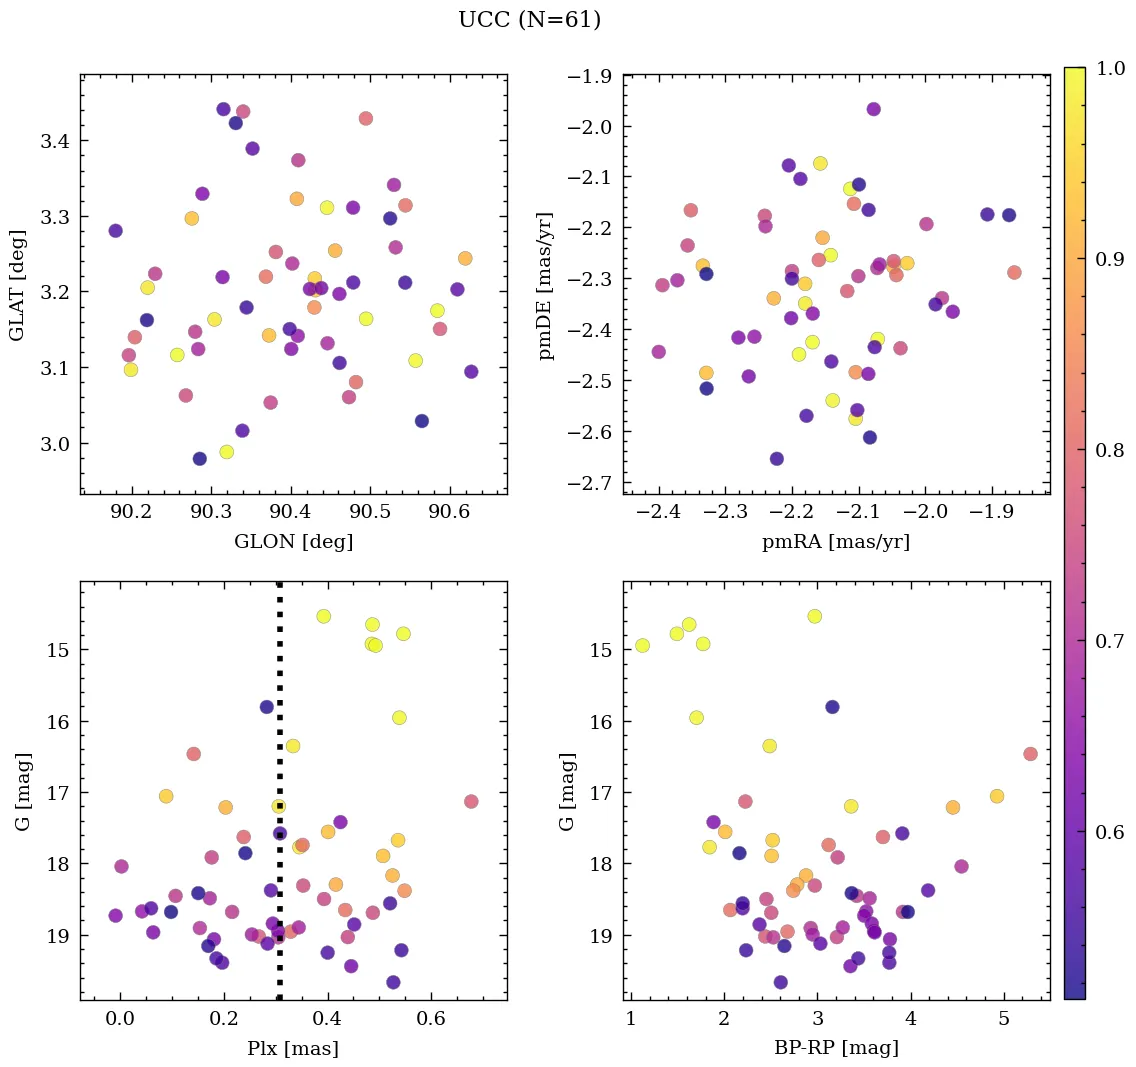 UCC (N=61)
3.4
3.3
3.2
3.1
3.0
GLAT [deg]
90.2 90.3 90.4 90.5 90.6
GLON [deg]
−1.9
−2.0
−2.1
−2.2
−2.3
−2.4
−2.5
−2.6
−2.7
pmDE [mas/yr]
−2.4 −2.3 −2.2 −2.1 −2.0 −1.9
pmRA [mas/yr]
15
16
17
18
19
G [mag]
0.0 0.2 0.4 0.6
Plx [mas]
15
16
17
18
19
G [mag]
1 2 3 4 5
BP-RP [mag]
1.0
0.9
0.8
0.7
0.6